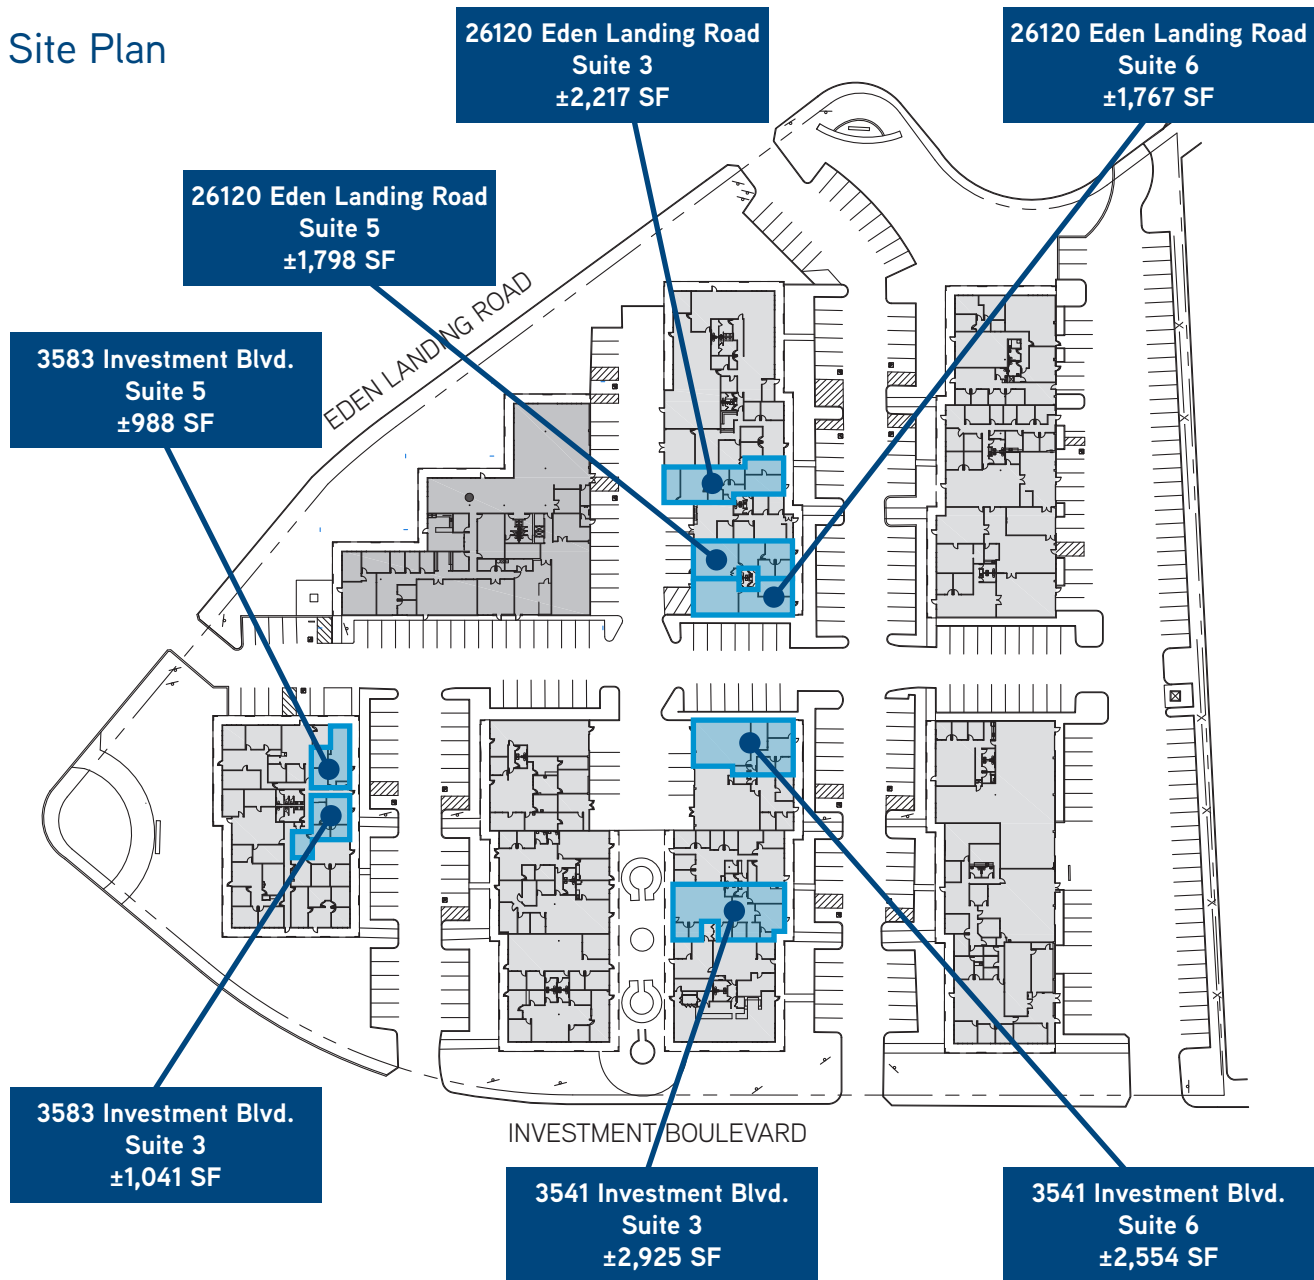 Site Plan
26120 Eden Landing Road
Suite 3
±2,217 SF
26120 Eden Landing Road
Suite 6
±1,767 SF
26120 Eden Landing Road
Suite 5
±1,798 SF
EDEN LANDING ROAD
3583 Investment Blvd.
Suite 5
±988 SF
3583 Investment Blvd.
Suite 3
±1,041 SF
INVESTMENT BOULEVARD
3541 Investment Blvd.
Suite 3
±2,925 SF
3541 Investment Blvd.
Suite 6
±2,554 SF